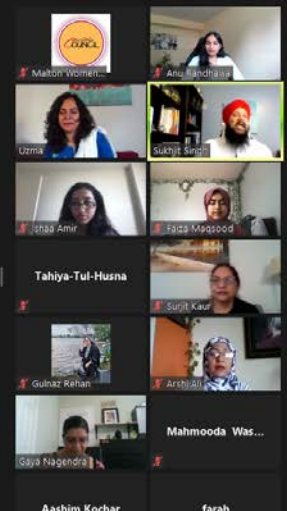 COUNCIL
Malton Women...
Anu Randhawa
Uzma
Sukhjit Singh
Ishaa Amir
Faiza Maqsood
Tahiya-Tul-Husna
Surjit Kaur
Gulnaz Rehan
Arshi Ali
Gaya Nagendra
Mahmooda Was...
Aashim Kochar
farah